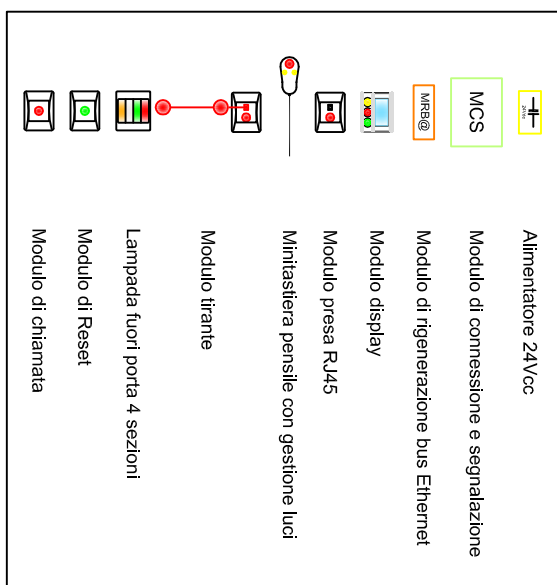 24Vcc
Alimentatore 24Vcc
MCS
Modulo di connessione e segnalazione
MRB@
Modulo di rigenerazione bus Ethernet
Modulo display
Modulo presa RJ45
Minitastiera pensile con gestione luci
Modulo tirante
Lampada fuori porta 4 sezioni
Modulo di Reset
Modulo di chiamata